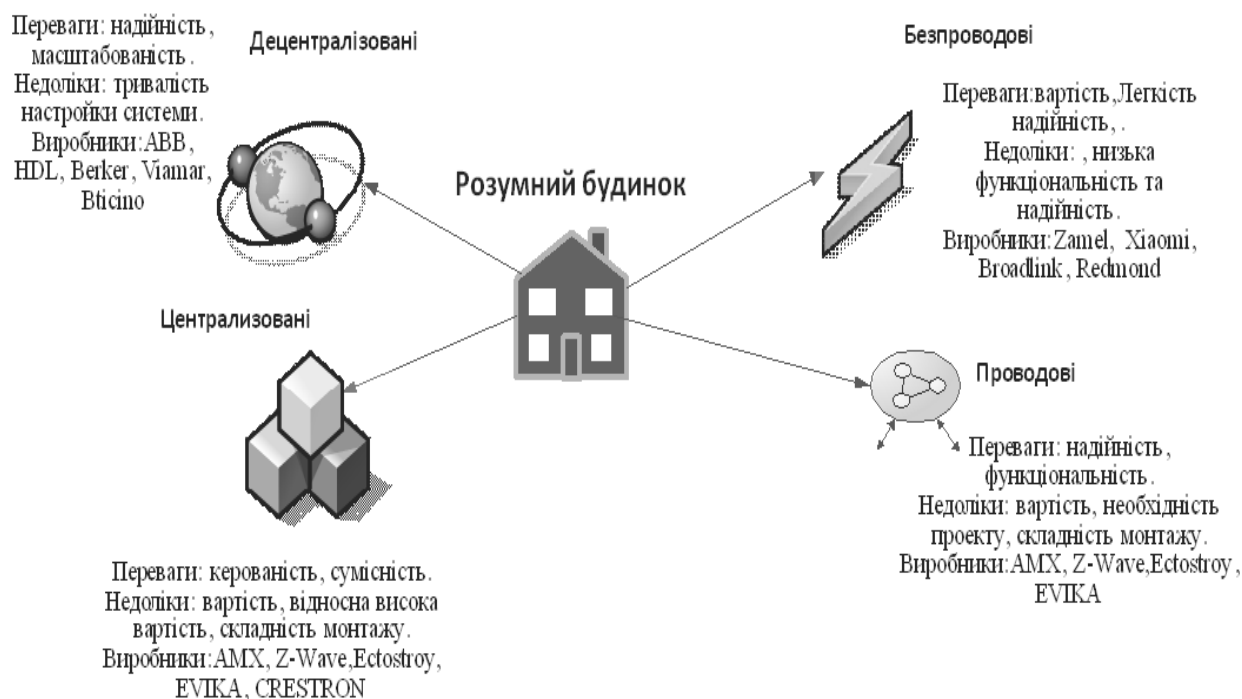 Переваги: надійність,
масштабованість.
Недоліки: тривалість
настройки системи.
Виробники:ABB,
HDL, Berker, Viamar,
Bticino
Децентралізовані
Розумний будинок
Безпроводові
Переваги:вартість,Легкість
надійність, .
Недоліки: , низька
функціональність та
надійність.
Виробники:Zamel, Xiaomi,
Broadlink, Redmond
Централизовані
Переваги: керованість, сумісність.
Недоліки: вартість, відносна висока
вартість, складність монтажу.
Виробники:AMX, Z-Wave,Ectostroy,
EVIKA, CRESTRON
Проводові
Переваги: надійність,
функціональність.
Недоліки: вартість, необхідність
проекту, складність монтажу.
Виробники:AMX, Z-Wave,Ectostroy,
EVIKA